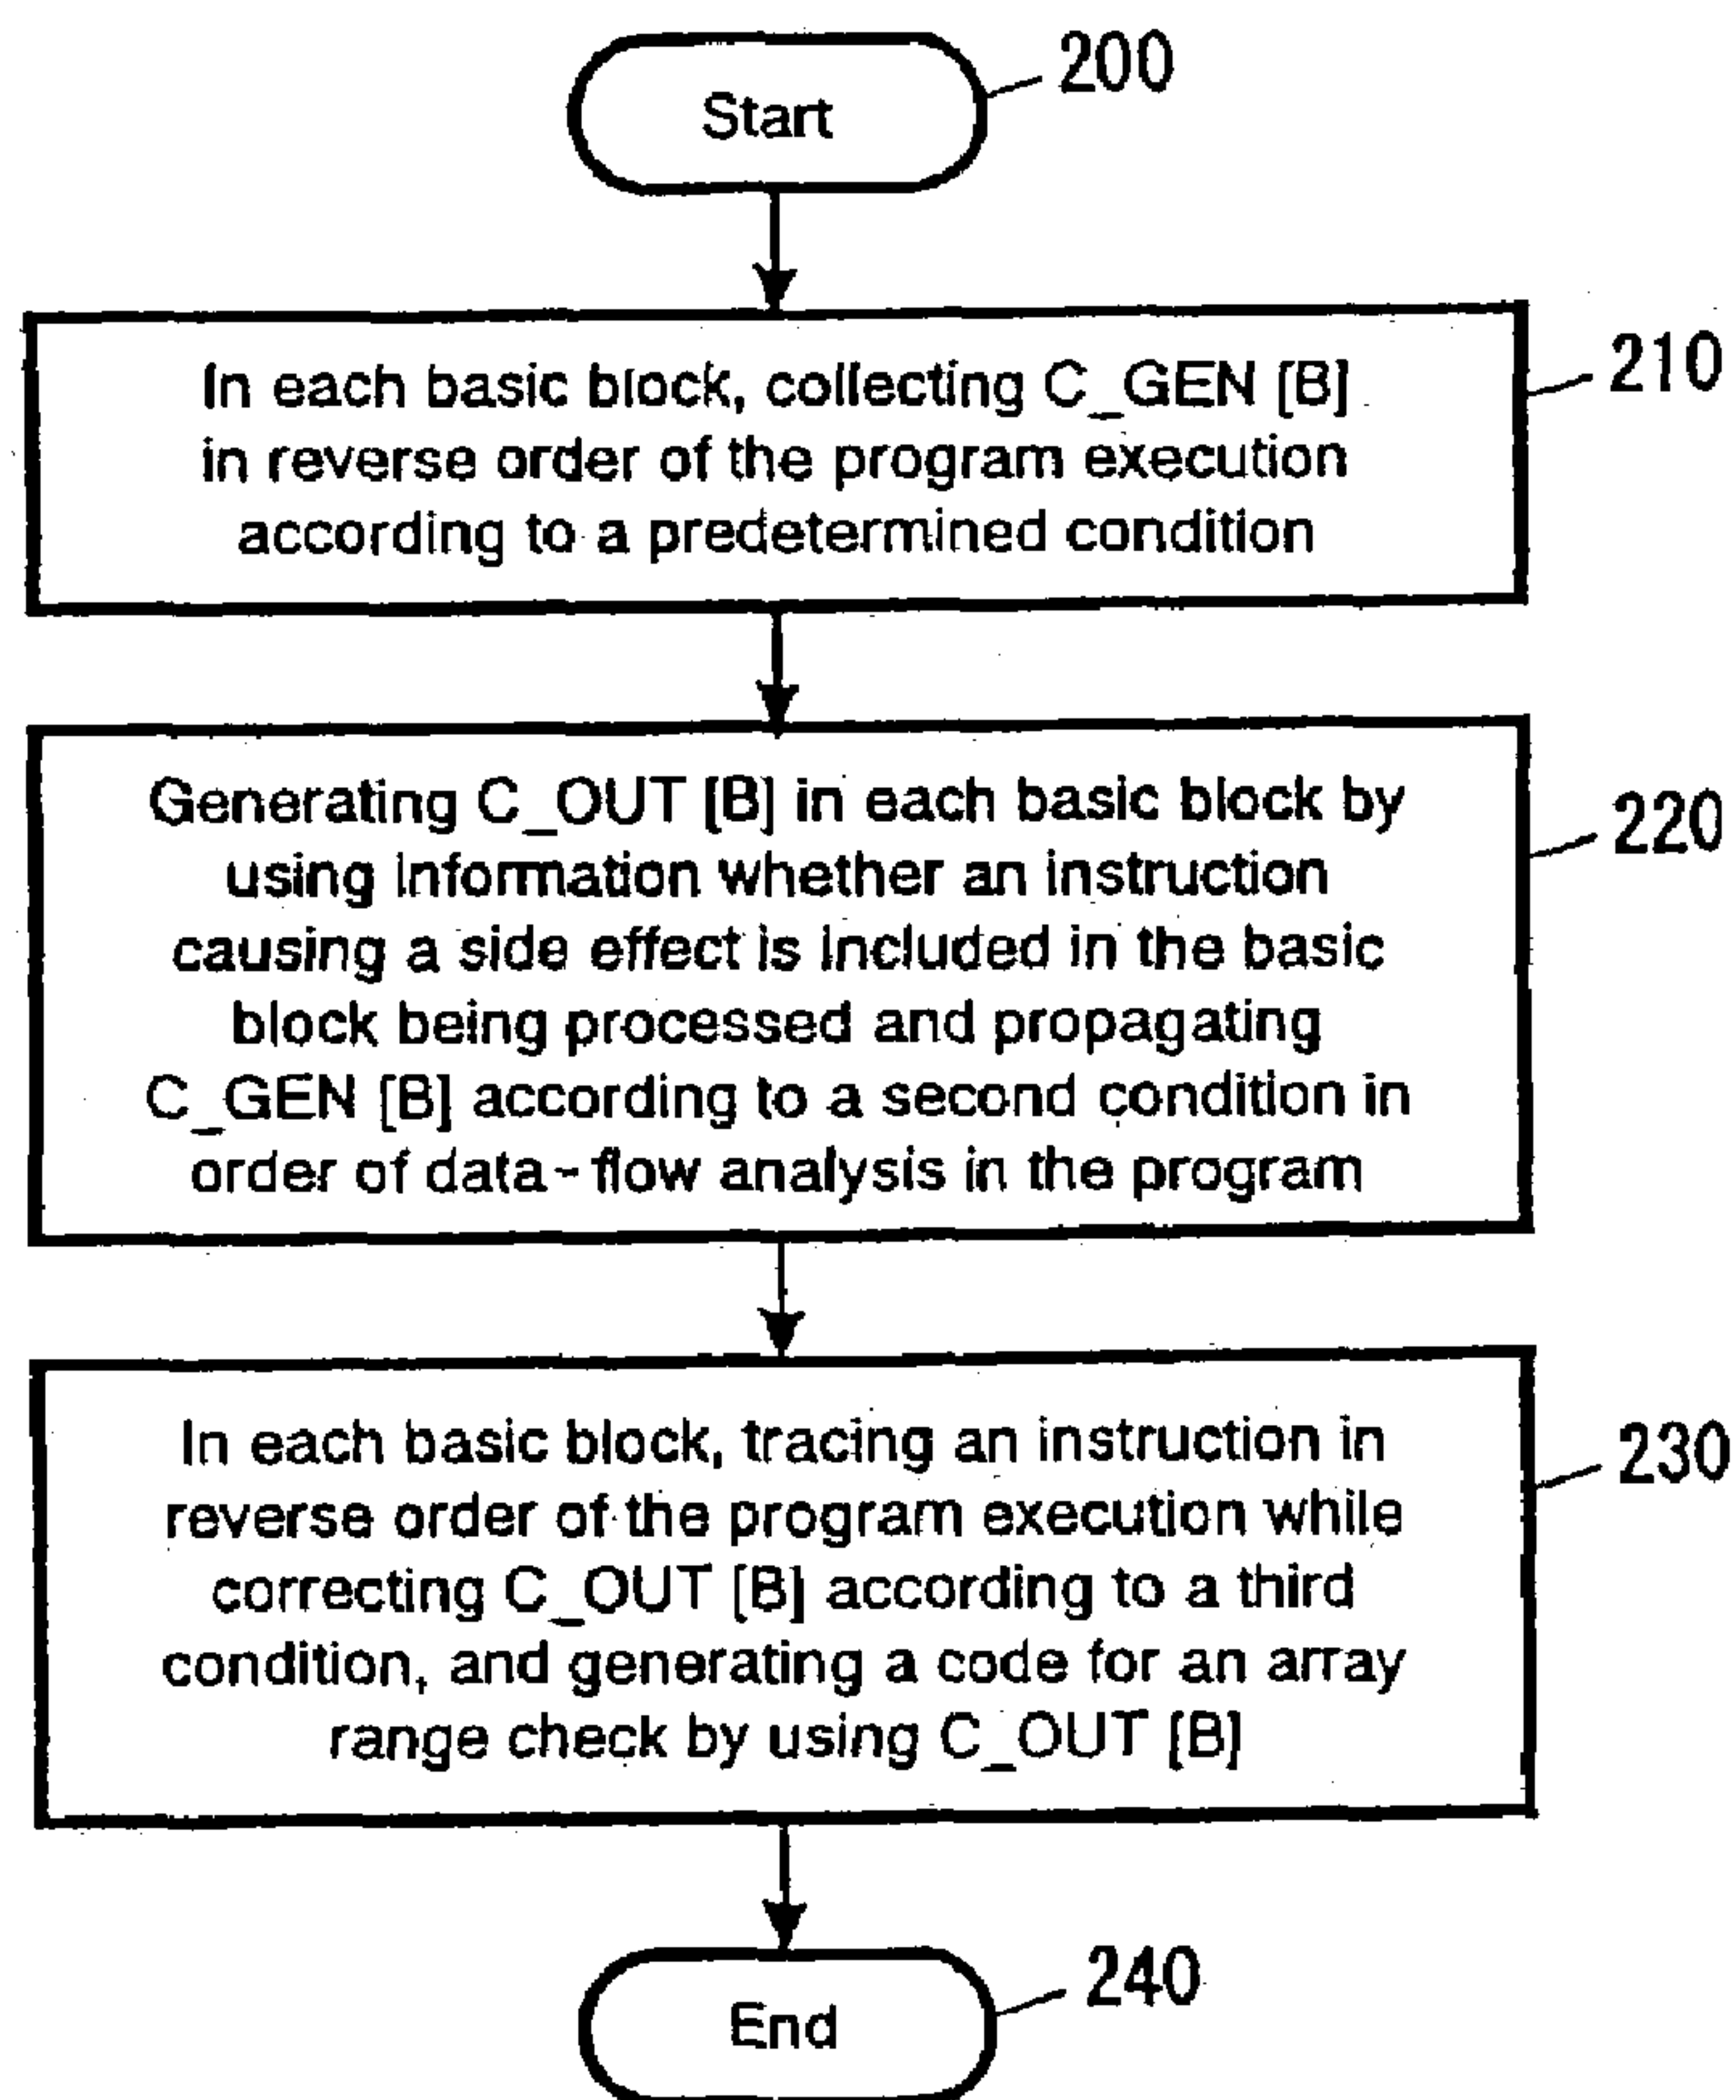 200
Start
210
In each basic block, collecting C_GEN [B]
in reverse order of the program execution
according to a predetermined condition
220
Generating C_OUT [B] in each basic block by
using information whether an instruction
causing a side effect is included in the basic
block being processed and propagating
C_GEN [B] according to a second condition in
order of data-flow analysis in the program
230
In each basic block, tracing an instruction in
reverse order of the program execution while
correcting C_OUT [B] according to a third
condition, and generating a code for an array
range check by using C_OUT [B]
240
End